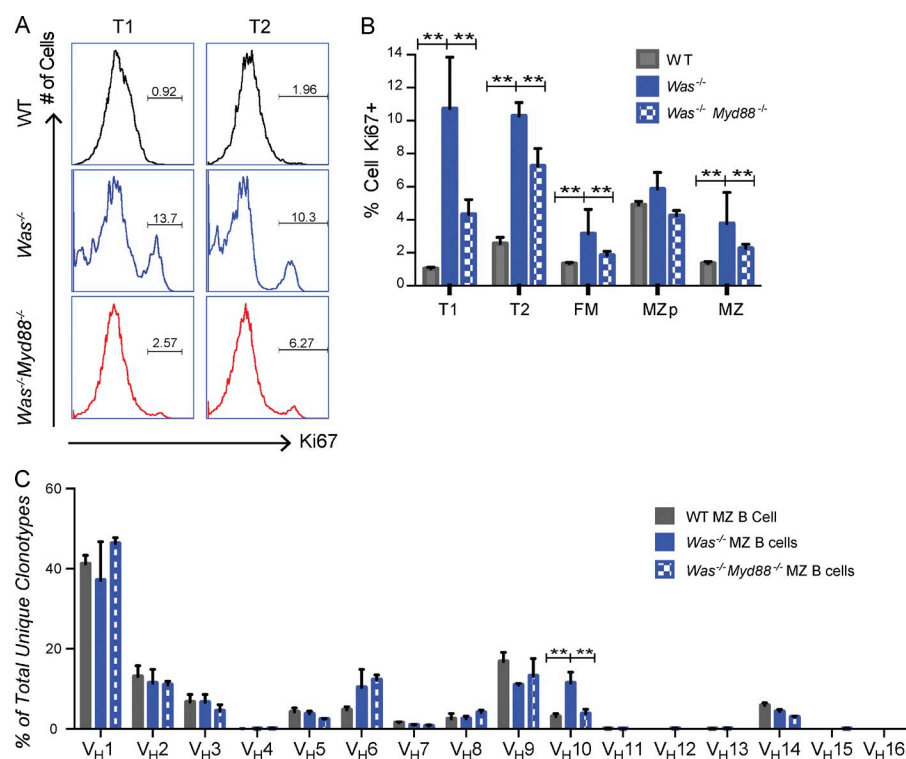 A
T1 T2
# of Cells
WT
0.92
1.96
Was-/-
13.7
10.3
Was-/-Myd88-/-
2.57
6.27
Ki67
B
% Cell Ki67+
14
12
10
8
6
4
2
0
** ** ** ** ** ** ** **
WT
Was-/-
Was-/- Myd88-/-
T1 T2 FM MZp MZ
C
% of Total Unique Clonotypes
60
40
20
0
WT MZ B Cell
Was-/- MZ B cells
Was-/-Myd88-/- MZ B cells
** **
VH1 VH2 VH3 VH4 VH5 VH6 VH7 VH8 VH9 VH10 VH11 VH12 VH13 VH14 VH15 VH16